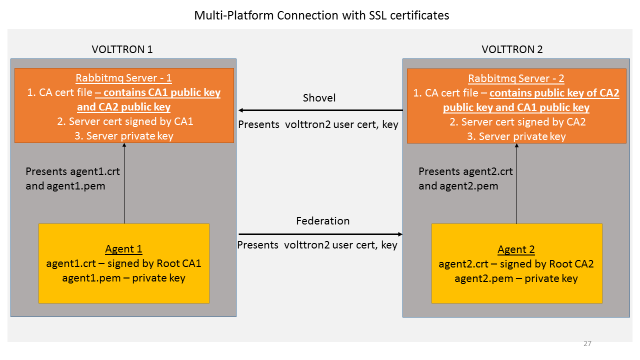 Multi-Platform Connection with SSL certificates
VOLTTRON 1
VOLTTRON 2
Rabbitmq Server - 1
1. CA cert file – contains CA1 public key
and CA2 public key
2. Server cert signed by CA1
3. Server private key
Shovel
Presents volttron2 user cert, key
Rabbitmq Server - 2
1. CA cert file – contains public key of CA2
public key and CA1 public key
2. Server cert signed by CA2
3. Server private key
Presents agent1.crt
and agent1.pem
Presents agent2.crt
and agent2.pem
Federation
Presents volttron2 user cert, key
Agent 1
agent1.crt – signed by Root CA1
agent1.pem – private key
Agent 2
agent2.crt – signed by Root CA2
agent2.pem – private key
27